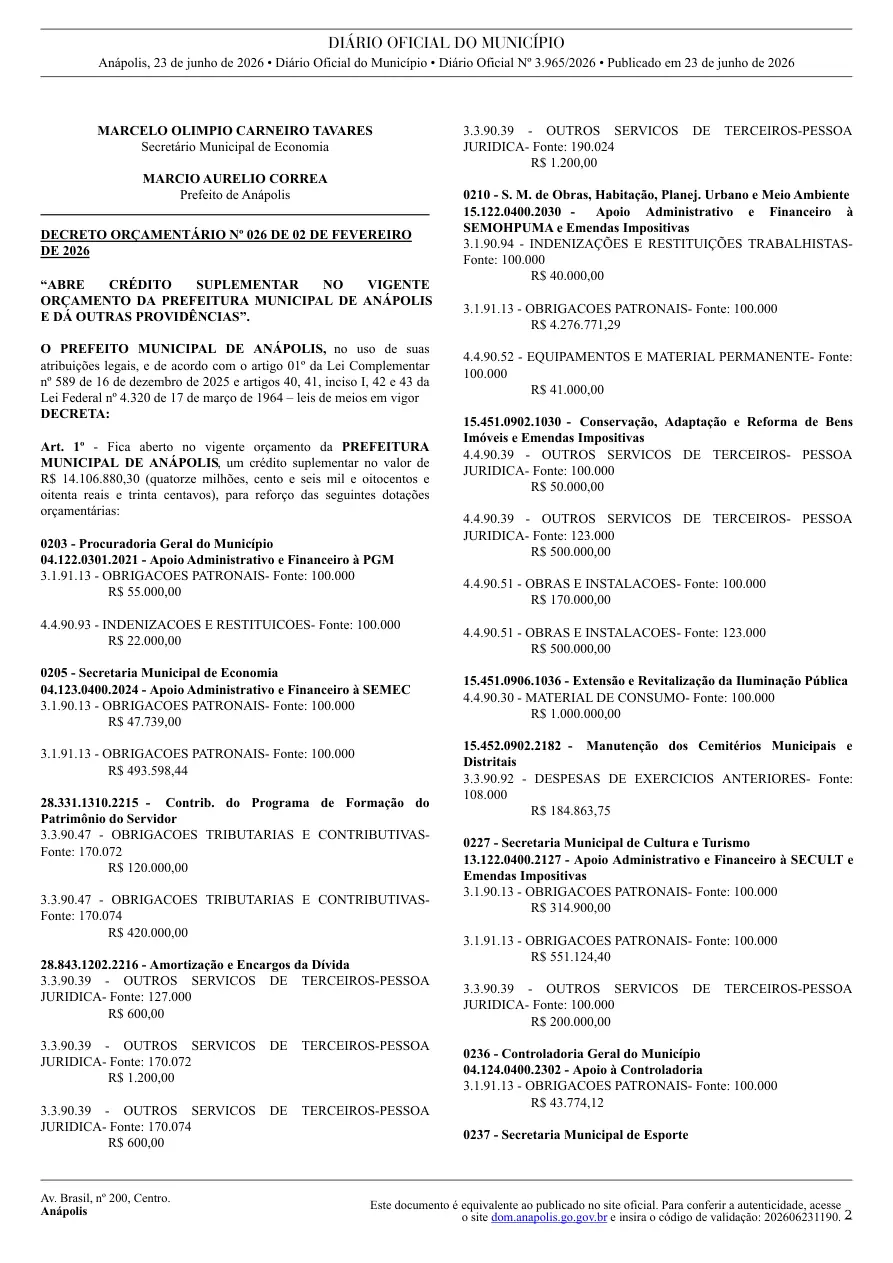 DIÁRIO OFICIAL DO MUNICÍPIO
Anápolis, 23 de junho de 2026 • Diário Oficial do Município • Diário Oficial Nº 3.965/2026 • Publicado em 23 de junho de 2026
MARCELO OLIMPIO CARNEIRO TAVARES
Secretário Municipal de Economia
MARCIO AURELIO CORREA
Prefeito de Anápolis
DECRETO ORÇAMENTÁRIO Nº 026 DE 02 DE FEVEREIRO
DE 2026
“ABRE CRÉDITO SUPLEMENTAR NO VIGENTE
ORÇAMENTO DA PREFEITURA MUNICIPAL DE ANÁPOLIS
E DÁ OUTRAS PROVIDÊNCIAS”.
O PREFEITO MUNICIPAL DE ANÁPOLIS, no uso de suas
atribuições legais, e de acordo com o artigo 01º da Lei Complementar
nº 589 de 16 de dezembro de 2025 e artigos 40, 41, inciso I, 42 e 43 da
Lei Federal nº 4.320 de 17 de março de 1964 – leis de meios em vigor
DECRETA:
Art. 1º - Fica aberto no vigente orçamento da PREFEITURA
MUNICIPAL DE ANÁPOLIS, um crédito suplementar no valor de
R$ 14.106.880,30 (quatorze milhões, cento e seis mil e oitocentos e
oitenta reais e trinta centavos), para reforço das seguintes dotações
orçamentárias:
0203 - Procuradoria Geral do Município
04.122.0301.2021 - Apoio Administrativo e Financeiro à PGM
3.1.91.13 - OBRIGACOES PATRONAIS- Fonte: 100.000
R$ 55.000,00
4.4.90.93 - INDENIZACOES E RESTITUICOES- Fonte: 100.000
R$ 22.000,00
0205 - Secretaria Municipal de Economia
04.123.0400.2024 - Apoio Administrativo e Financeiro à SEMEC
3.1.90.13 - OBRIGACOES PATRONAIS- Fonte: 100.000
R$ 47.739,00
3.1.91.13 - OBRIGACOES PATRONAIS- Fonte: 100.000
R$ 493.598,44
28.331.1310.2215 - Contrib. do Programa de Formação do
Patrimônio do Servidor
3.3.90.47 - OBRIGACOES TRIBUTARIAS E CONTRIBUTIVAS-
Fonte: 170.072
R$ 120.000,00
3.3.90.47 - OBRIGACOES TRIBUTARIAS E CONTRIBUTIVAS-
Fonte: 170.074
R$ 420.000,00
28.843.1202.2216 - Amortização e Encargos da Dívida
3.3.90.39 - OUTROS SERVICOS DE TERCEIROS-PESSOA
JURIDICA- Fonte: 127.000
R$ 600,00
3.3.90.39 - OUTROS SERVICOS DE TERCEIROS-PESSOA
JURIDICA- Fonte: 170.072
R$ 1.200,00
3.3.90.39 - OUTROS SERVICOS DE TERCEIROS-PESSOA
JURIDICA- Fonte: 170.074
R$ 600,00
3.3.90.39 - OUTROS SERVICOS DE TERCEIROS-PESSOA
JURIDICA- Fonte: 190.024
R$ 1.200,00
0210 - S. M. de Obras, Habitação, Planej. Urbano e Meio Ambiente
15.122.0400.2030 - Apoio Administrativo e Financeiro à
SEMOHPUMA e Emendas Impositivas
3.1.90.94 - INDENIZAÇÕES E RESTITUIÇÕES TRABALHISTAS-
Fonte: 100.000
R$ 40.000,00
3.1.91.13 - OBRIGACOES PATRONAIS- Fonte: 100.000
R$ 4.276.771,29
4.4.90.52 - EQUIPAMENTOS E MATERIAL PERMANENTE- Fonte:
100.000
R$ 41.000,00
15.451.0902.1030 - Conservação, Adaptação e Reforma de Bens
Imóveis e Emendas Impositivas
4.4.90.39 - OUTROS SERVICOS DE TERCEIROS- PESSOA
JURIDICA- Fonte: 100.000
R$ 50.000,00
4.4.90.39 - OUTROS SERVICOS DE TERCEIROS- PESSOA
JURIDICA- Fonte: 123.000
R$ 500.000,00
4.4.90.51 - OBRAS E INSTALACOES- Fonte: 100.000
R$ 170.000,00
4.4.90.51 - OBRAS E INSTALACOES- Fonte: 123.000
R$ 500.000,00
15.451.0906.1036 - Extensão e Revitalização da Iluminação Pública
4.4.90.30 - MATERIAL DE CONSUMO- Fonte: 100.000
R$ 1.000.000,00
15.452.0902.2182 - Manutenção dos Cemitérios Municipais e
Distritais
3.3.90.92 - DESPESAS DE EXERCICIOS ANTERIORES- Fonte:
108.000
R$ 184.863,75
0227 - Secretaria Municipal de Cultura e Turismo
13.122.0400.2127 - Apoio Administrativo e Financeiro à SECULT e
Emendas Impositivas
3.1.90.13 - OBRIGACOES PATRONAIS- Fonte: 100.000
R$ 314.900,00
3.1.91.13 - OBRIGACOES PATRONAIS- Fonte: 100.000
R$ 551.124,40
3.3.90.39 - OUTROS SERVICOS DE TERCEIROS-PESSOA
JURIDICA- Fonte: 100.000
R$ 200.000,00
0236 - Controladoria Geral do Município
04.124.0400.2302 - Apoio à Controladoria
3.1.91.13 - OBRIGACOES PATRONAIS- Fonte: 100.000
R$ 43.774,12
0237 - Secretaria Municipal de Esporte
Av. Brasil, nº 200, Centro.
Anápolis
Este documento é equivalente ao publicado no site oficial. Para conferir a autenticidade, acesse
o site dom.anapolis.go.gov.br e insira o código de validação: 202606231190. 2